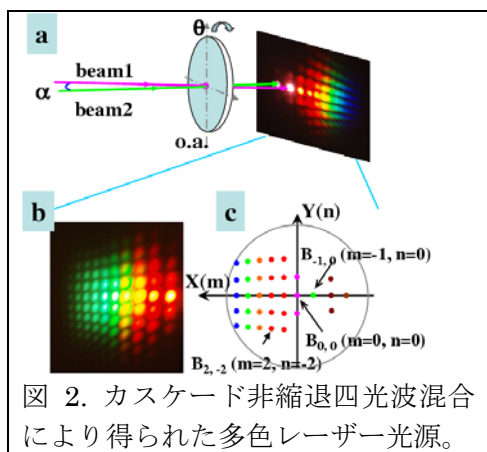 a
θ
beam1
α
beam2
o.a.
b
c
Y(n)
B-1, 0 (m=-1, n=0)
X(m)
B0, 0 (m=0, n=0)
B2, -2 (m=2, n=-2)
図 2. カスケード非縮退四光波混合
により得られた多色レーザー光源。